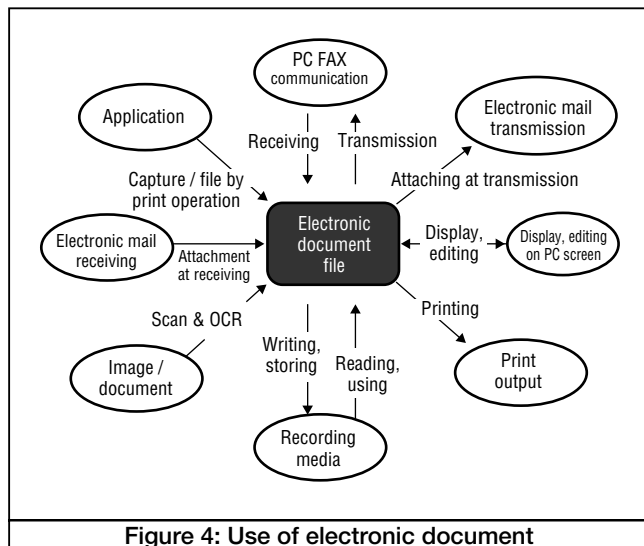 PC FAX
communication
Application
Electronic mail
transmission
Receiving
Transmission
Capture / file by
print operation
Attaching at transmission
Electronic mail
receiving
Attachment
at receiving
Electronic
document
file
Display,
editing
Display, editing
on PC screen
Scan & OCR
Printing
Image /
document
Writing,
storing
Reading,
using
Print
output
Recording
media
Figure 4: Use of electronic document